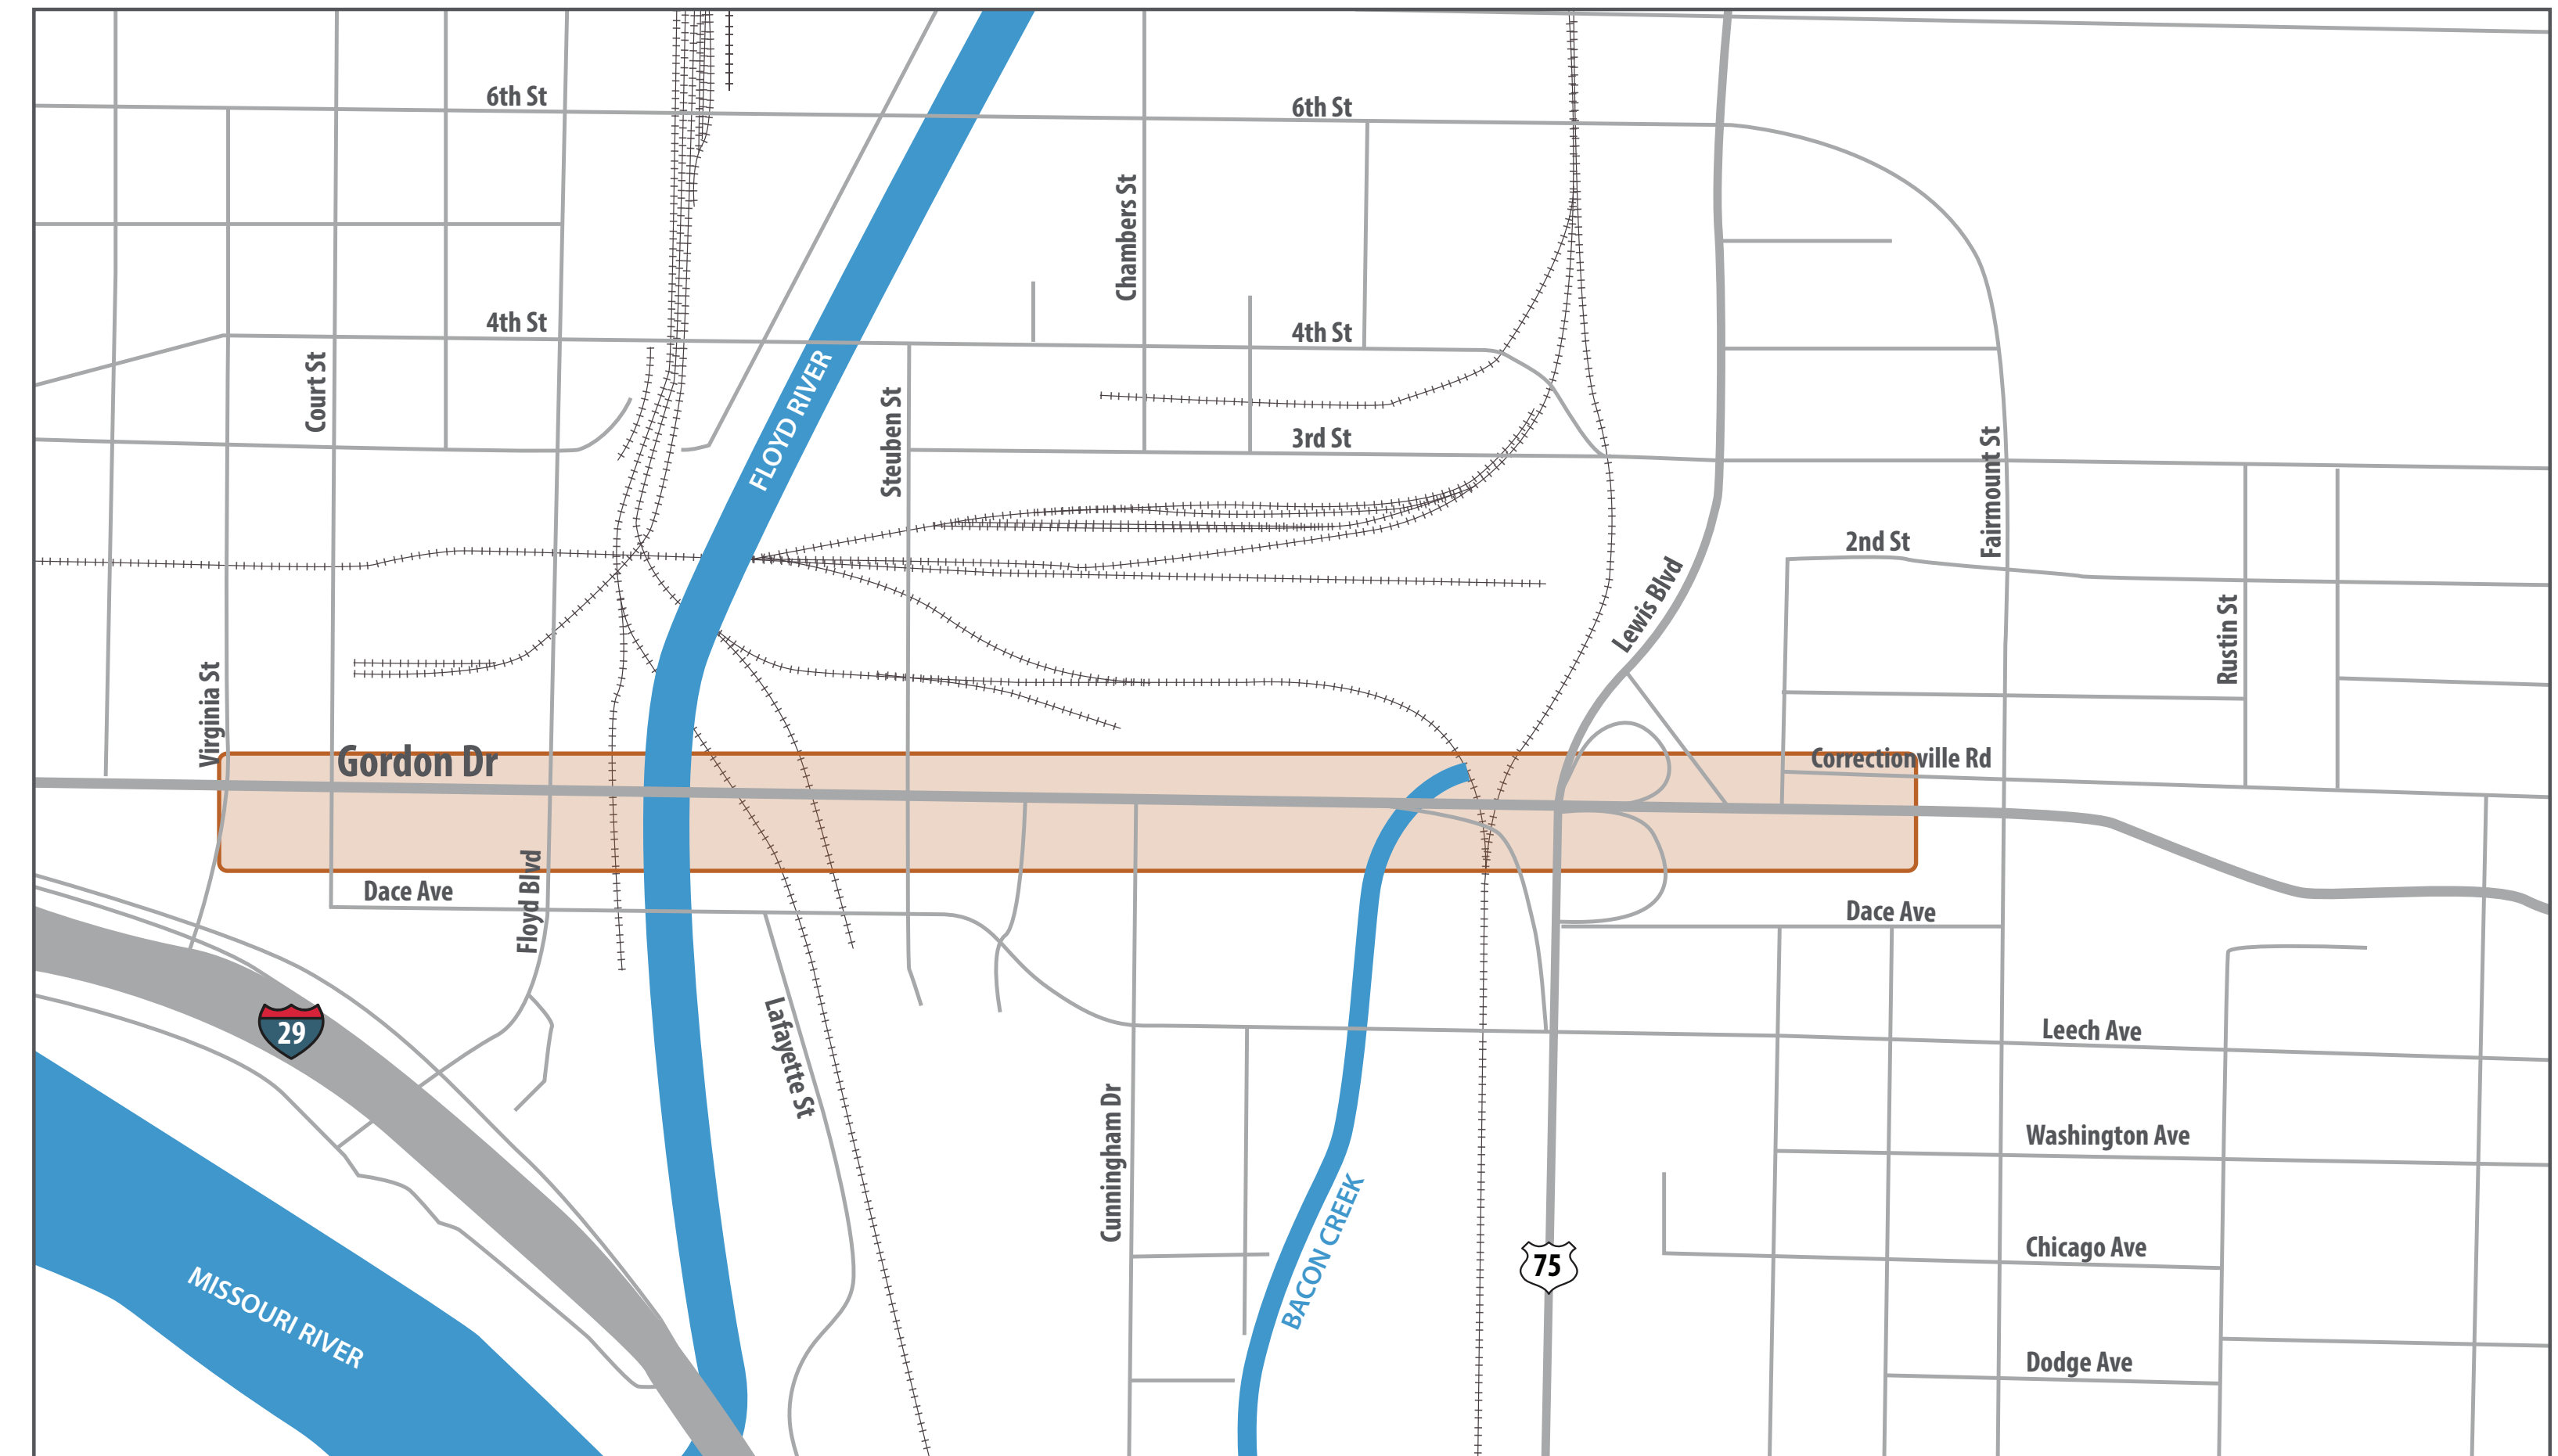 6th St
6th St
Chambers St
4th St
4th St
Court St
FLOYD RIVER
Steuben St
3rd St
Fairmount St
2nd St
Lewis Blvd
Rustin St
Virginia St
Gordon Dr
Correctionville Rd
Floyd Blvd
Dace Ave
Dace Ave
29
Lafayette St
Leech Ave
Cunningham Dr
Washington Ave
BACON CREEK
75
Chicago Ave
MISSOURI RIVER
Dodge Ave